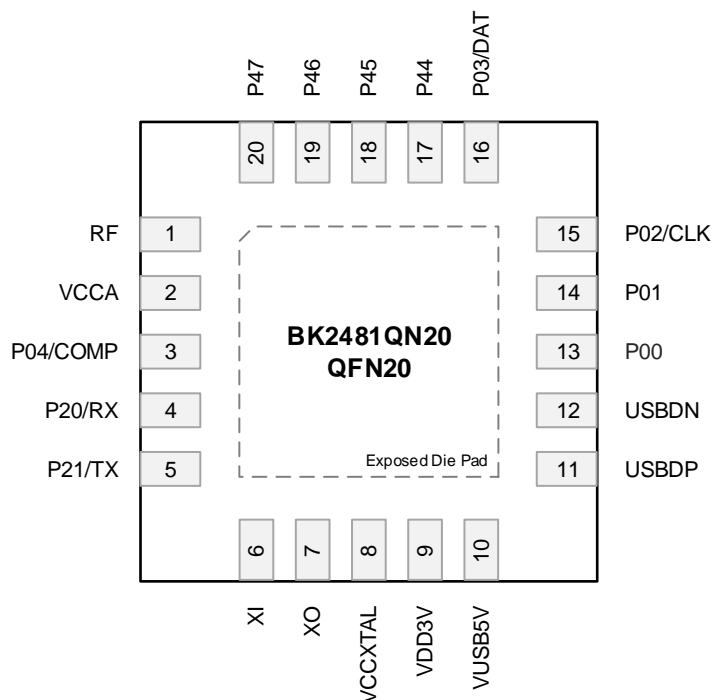 P47
P46
P45
P44
P03/DAT
20
19
18
17
16
RF
1
15
P02/CLK
VCCA
2
14
P01
BK2481QN20
QFN20
P04/COMP
3
13
P00
P20/RX
4
12
USBDN
P21/TX
5
Exposed Die Pad
11
USBDP
6
7
8
9
10
XI
XO
VCCXTAL
VDD3V
VUSB5V